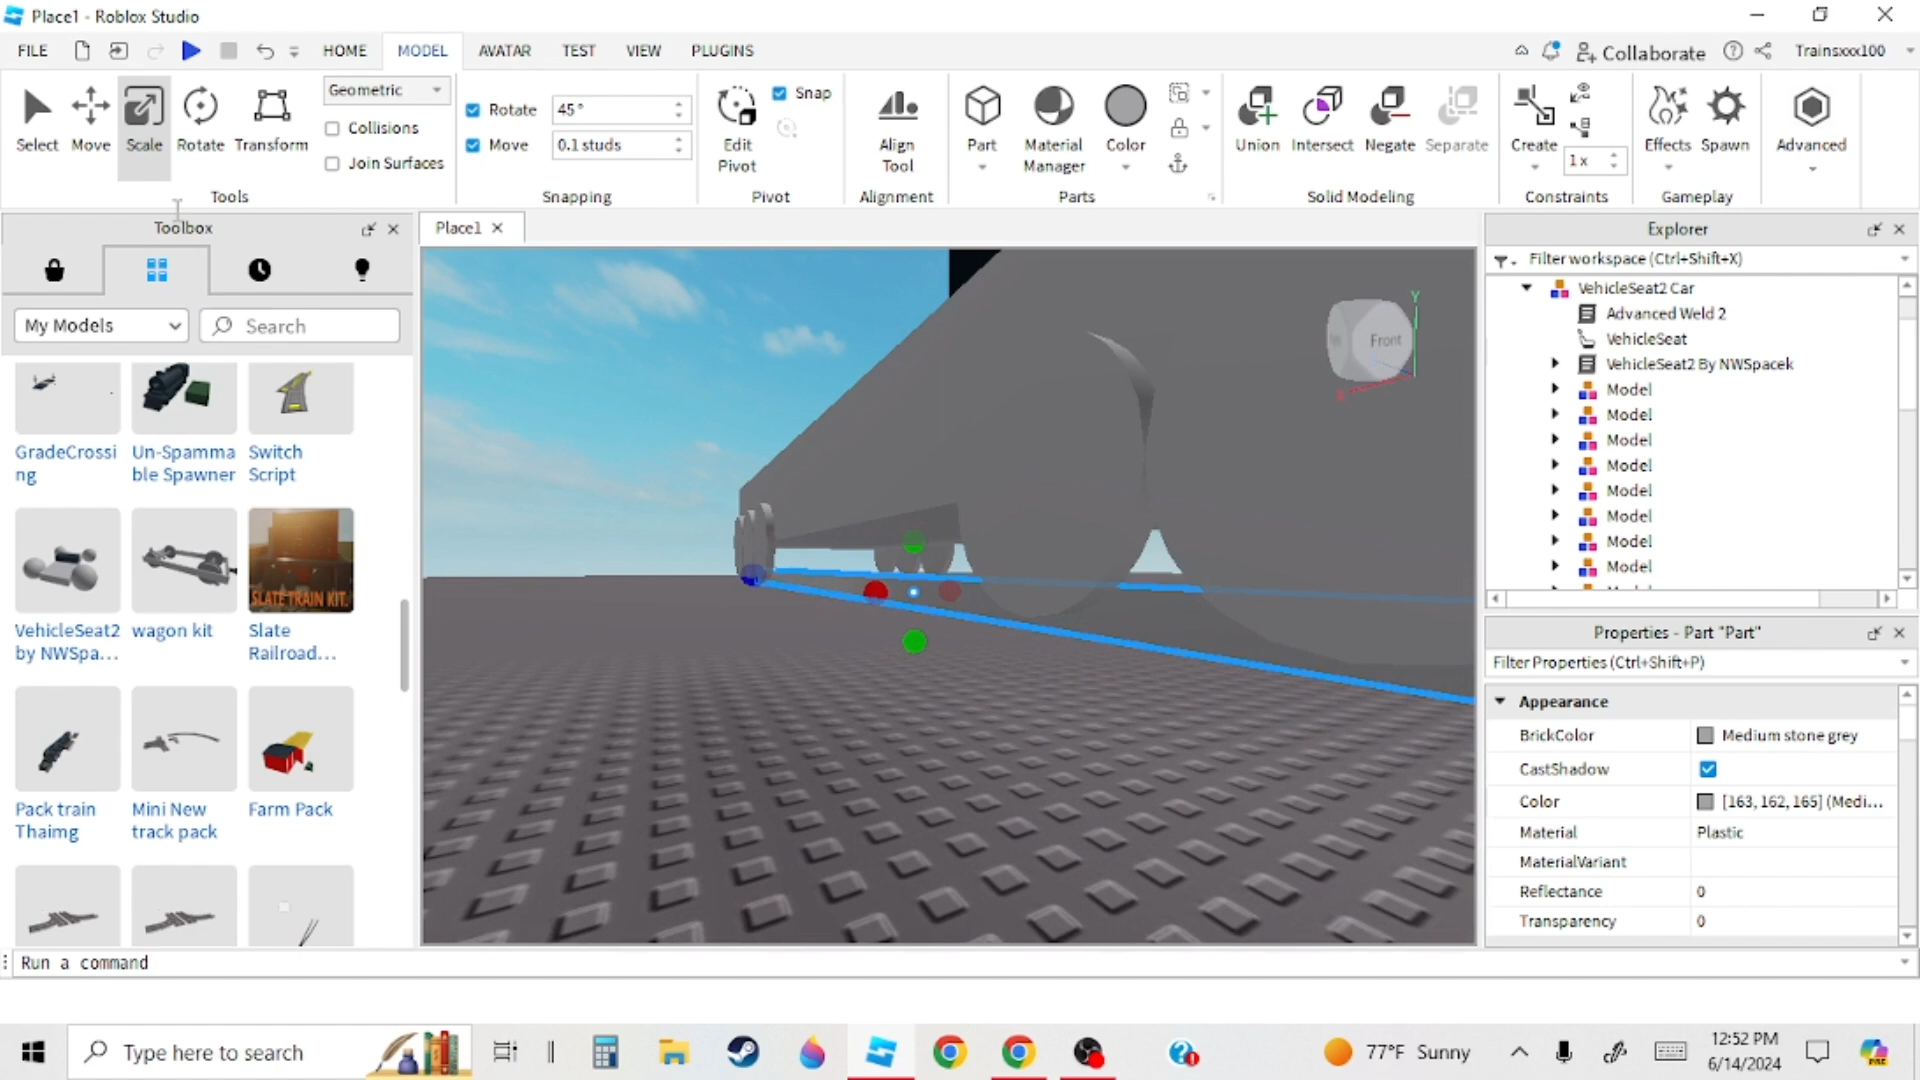 Place1 - Roblox Studio
FILE HOME MODEL AVATAR TEST VIEW PLUGINS Collaborate Trainsxxx100
Select Move Scale Rotate Transform
Geometric
Collisions
Join Surfaces
Tools
Rotate 45°
Move 0.1 studs
Snapping
Edit Pivot
Snap
Pivot
Align Tool
Alignment
Part
Material Manager
Color
Parts
Union Intersect Negate Separate
Solid Modeling
Create
1x
Constraints
Effects Spawn
Gameplay
Advanced
Toolbox
My Models
Search
GradeCrossi
ng
Un-Spamma
ble Spawner
Switch
Script
SLATE TRAIN KIT.
VehicleSeat2
by NWSpa...
wagon kit
Slate
Railroad...
Pack train
Thaimg
Mini New
track pack
Farm Pack
Place1
Front
Y
Explorer
Filter workspace (Ctrl+Shift+X)
VehicleSeat2 Car
Advanced Weld 2
VehicleSeat
VehicleSeat2 By NWSpacek
Model
Model
Model
Model
Model
Model
Model
Model
Properties - Part "Part"
Filter Properties (Ctrl+Shift+P)
Appearance
BrickColor Medium stone grey
CastShadow
Color [163, 162, 165] (Medi...
Material Plastic
MaterialVariant
Reflectance 0
Transparency 0
Run a command
Type here to search
77°F Sunny
12:52 PM
6/14/2024
PRE